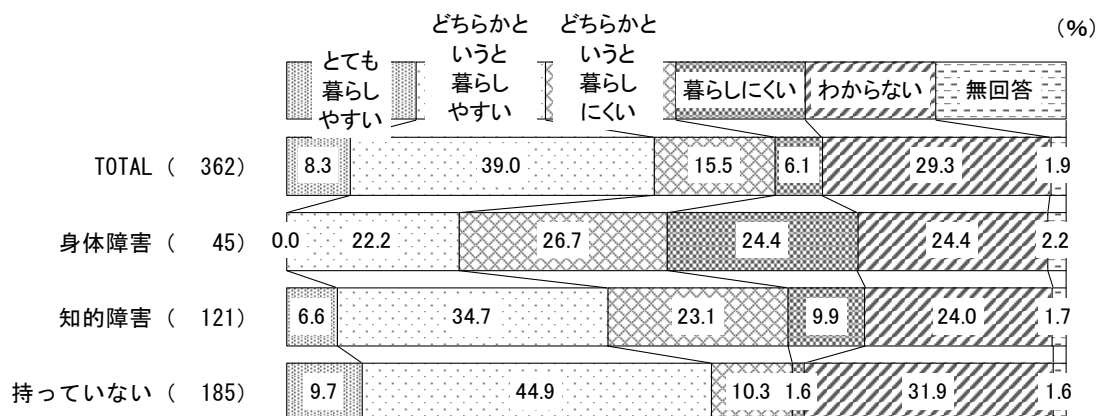 (%)
とても
暮らし
やすい
どちらかと
いうと
暮らし
やすい
どちらかと
いうと
暮らし
にくい
暮らしにくい
わからない
無回答
TOTAL ( 362) 8.3 39.0 15.5 6.1 29.3 1.9
身体障害 ( 45) 0.0 22.2 26.7 24.4 24.4 2.2
知的障害 ( 121) 6.6 34.7 23.1 9.9 24.0 1.7
持っていない ( 185) 9.7 44.9 10.3 1.6 31.9 1.6